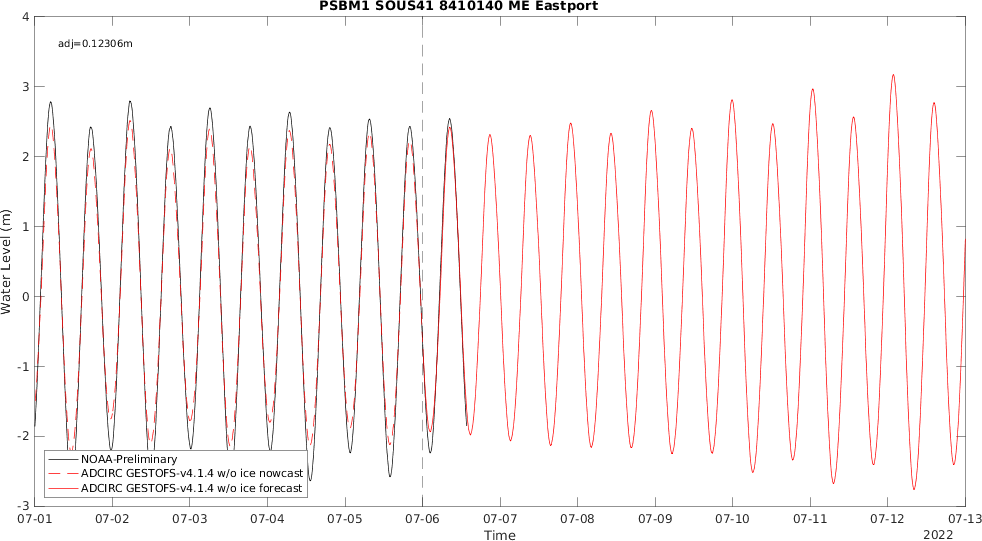 PSBM1 SOUS41 8410140 ME Eastport
adj=0.12306m
4
3
2
1
0
-1
-2
-3
Water Level (m)
NOAA-Preliminary
ADCIRC GESTOFS-v4.1.4 w/o ice nowcast
ADCIRC GESTOFS-v4.1.4 w/o ice forecast
07-01 07-02 07-03 07-04 07-05 07-06 07-07 07-08 07-09 07-10 07-11 07-12 07-13
Time
2022